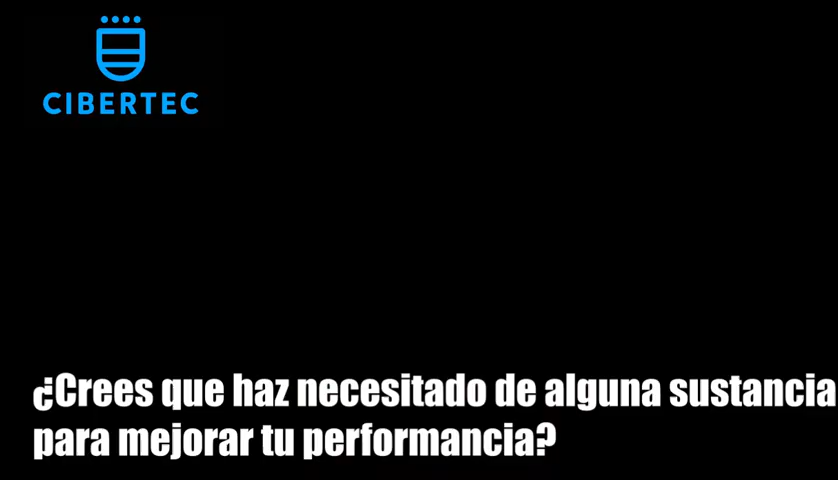 CIBERTEC
¿Crees que haz necesitado de alguna sustancia
para mejorar tu performancia?